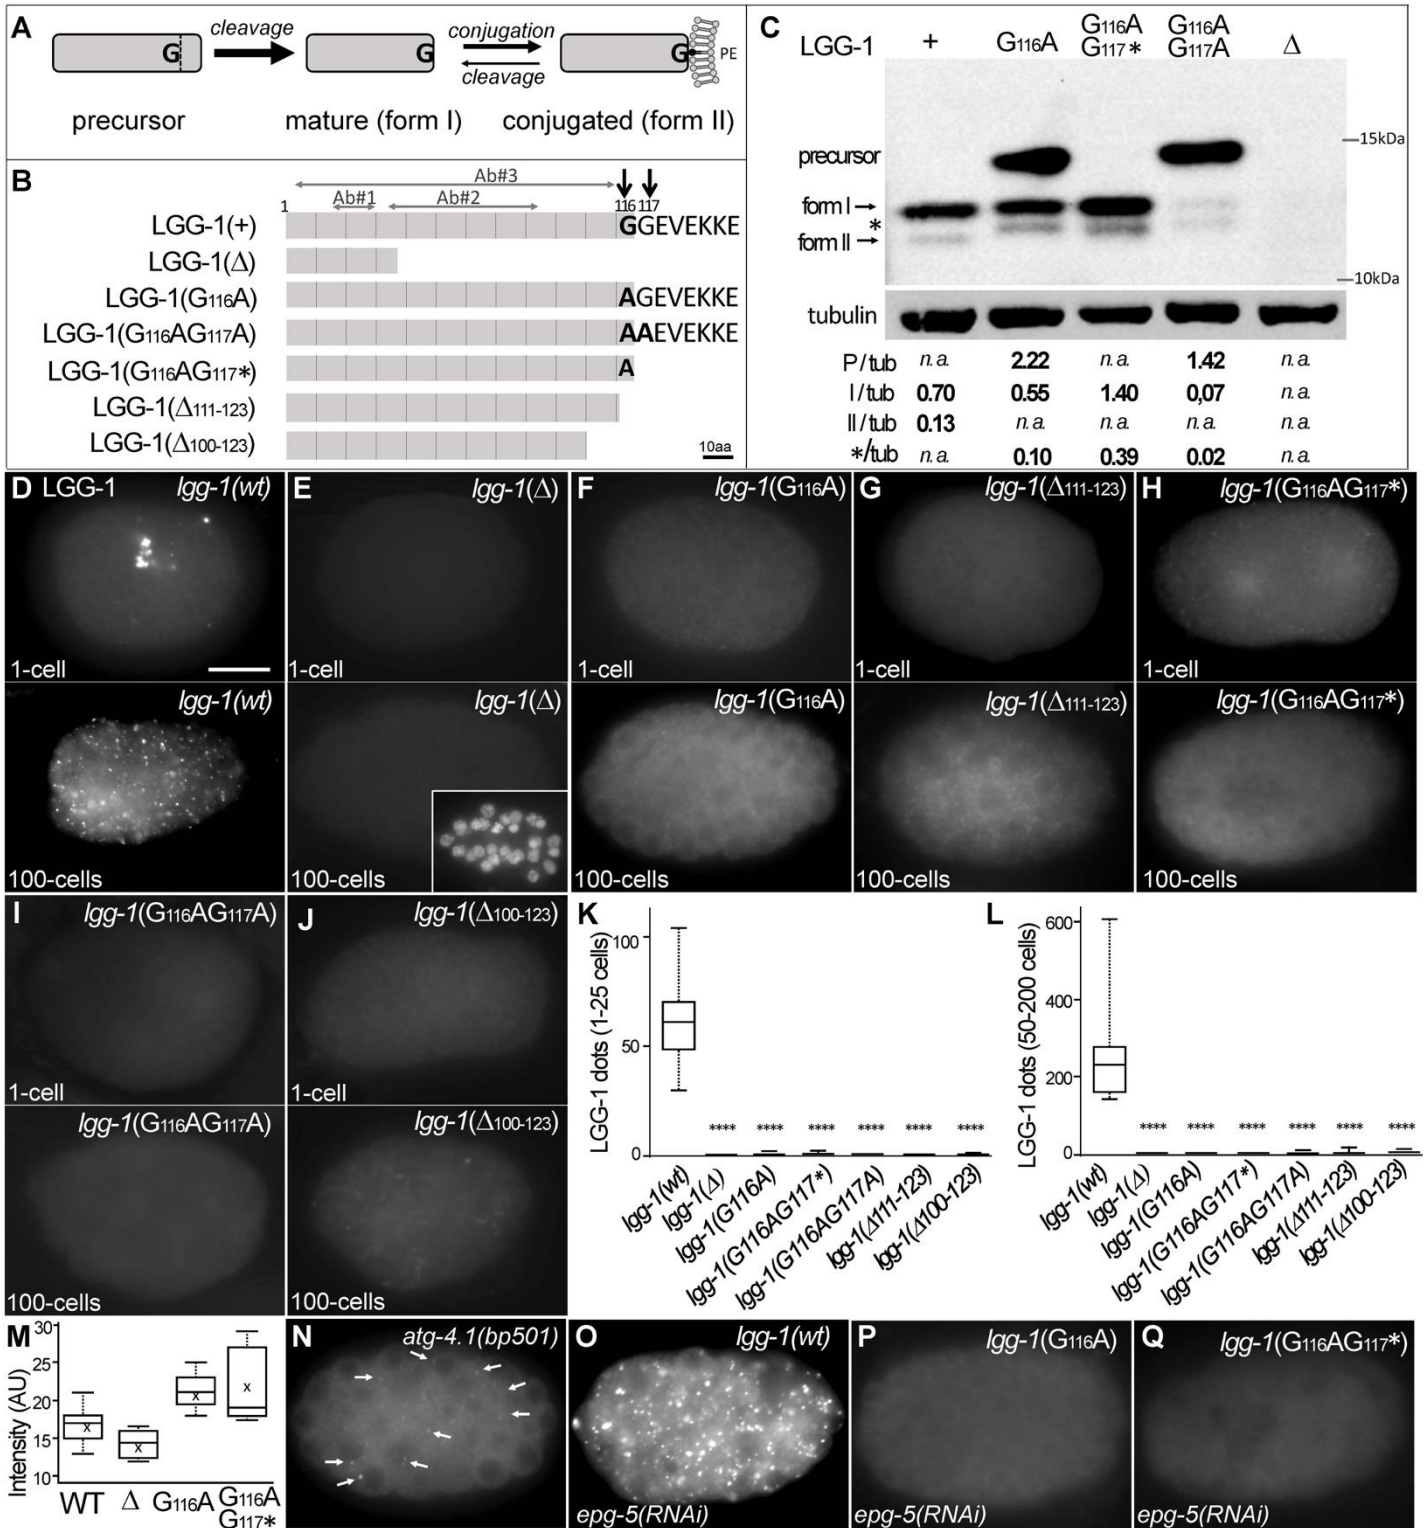 A
cleavage
conjugation
cleavage
G
G
G
PE
precursor
mature (form I)
conjugated (form II)
B
Ab#3
Ab#1
Ab#2
1
116 117
LGG-1(+)
GGEVEKKE
LGG-1(Δ)
LGG-1(G116A)
AGEVEKKE
LGG-1(G116AG117A)
AAEVEKKE
LGG-1(G116AG117*)
A
LGG-1(Δ111-123)
LGG-1(Δ100-123)
10aa
C
LGG-1
+
G116A
G116A
G117*
G116A
G117A
Δ
precursor
form I
*
form II
15kDa
10kDa
tubulin
P/tub n.a. 2.22 n.a. 1.42 n.a.
I/tub 0.70 0.55 1.40 0,07 n.a.
II/tub 0.13 n.a. n.a. n.a. n.a.
*/tub n.a. 0.10 0.39 0.02 n.a.
D LGG-1 lgg-1(wt)
1-cell
lgg-1(wt)
100-cells
E lgg-1(Δ)
1-cell
lgg-1(Δ)
100-cells
F lgg-1(G116A)
1-cell
lgg-1(G116A)
100-cells
G lgg-1(Δ111-123)
1-cell
lgg-1(Δ111-123)
100-cells
H lgg-1(G116AG117*)
1-cell
lgg-1(G116AG117*)
100-cells
I lgg-1(G116AG117A)
1-cell
lgg-1(G116AG117A)
100-cells
J lgg-1(Δ100-123)
1-cell
lgg-1(Δ100-123)
100-cells
K
LGG-1 dots (1-25 cells)
100
50
0
**** **** **** **** **** ****
lgg-1(wt)
lgg-1(Δ)
lgg-1(G116A)
lgg-1(G116AG117*)
lgg-1(G116AG117A)
lgg-1(Δ111-123)
lgg-1(Δ100-123)
L
LGG-1 dots (50-200 cells)
600
400
200
0
**** **** **** **** **** ****
lgg-1(wt)
lgg-1(Δ)
lgg-1(G116A)
lgg-1(G116AG117*)
lgg-1(G116AG117A)
lgg-1(Δ111-123)
lgg-1(Δ100-123)
M
Intensity (AU)
30
25
20
15
10
x x x x
WT Δ G116A G116A
G117*
N atg-4.1(bp501)
O lgg-1(wt)
epg-5(RNAi)
P lgg-1(G116A)
epg-5(RNAi)
Q lgg-1(G116AG117*)
epg-5(RNAi)